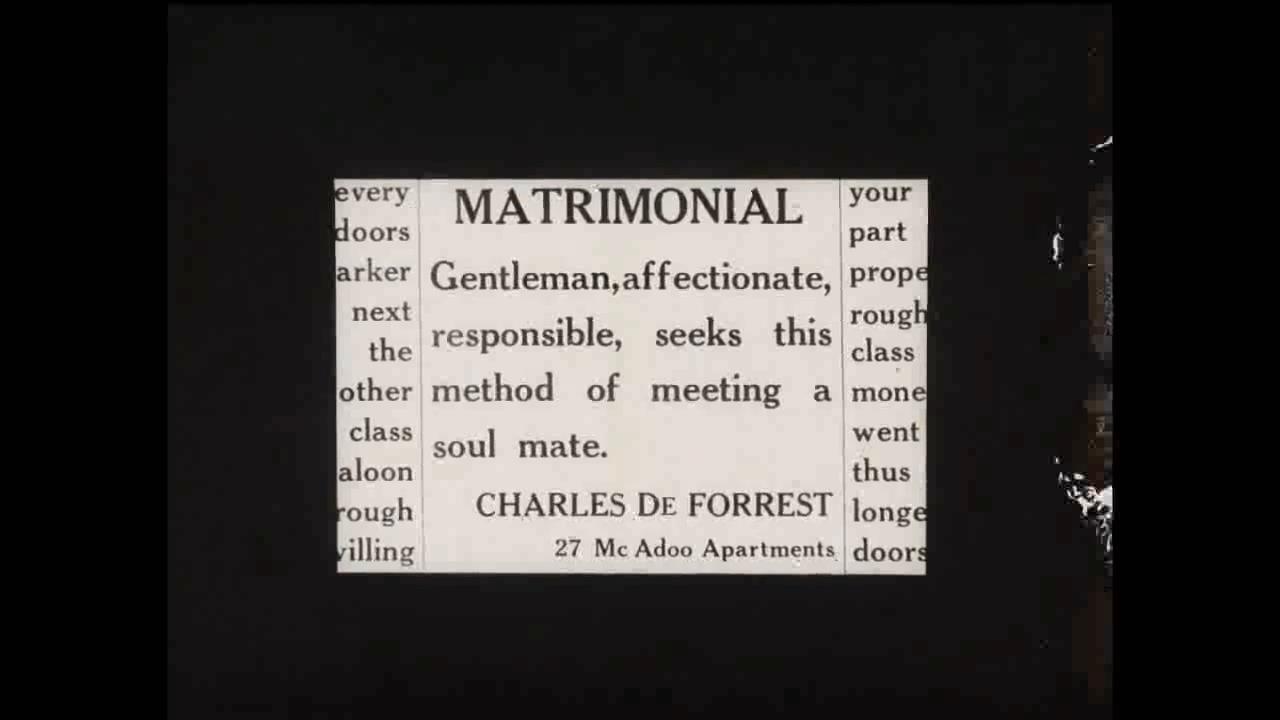 every
doors
arker
next
the
other
class
aloon
rough
villing
MATRIMONIAL
Gentleman, affectionate,
responsible, seeks this
method of meeting a
soul mate.
CHARLES DE FORREST
27 Mc Adoo Apartments
your
part
prope
rough
class
mone
went
thus
longe
doors